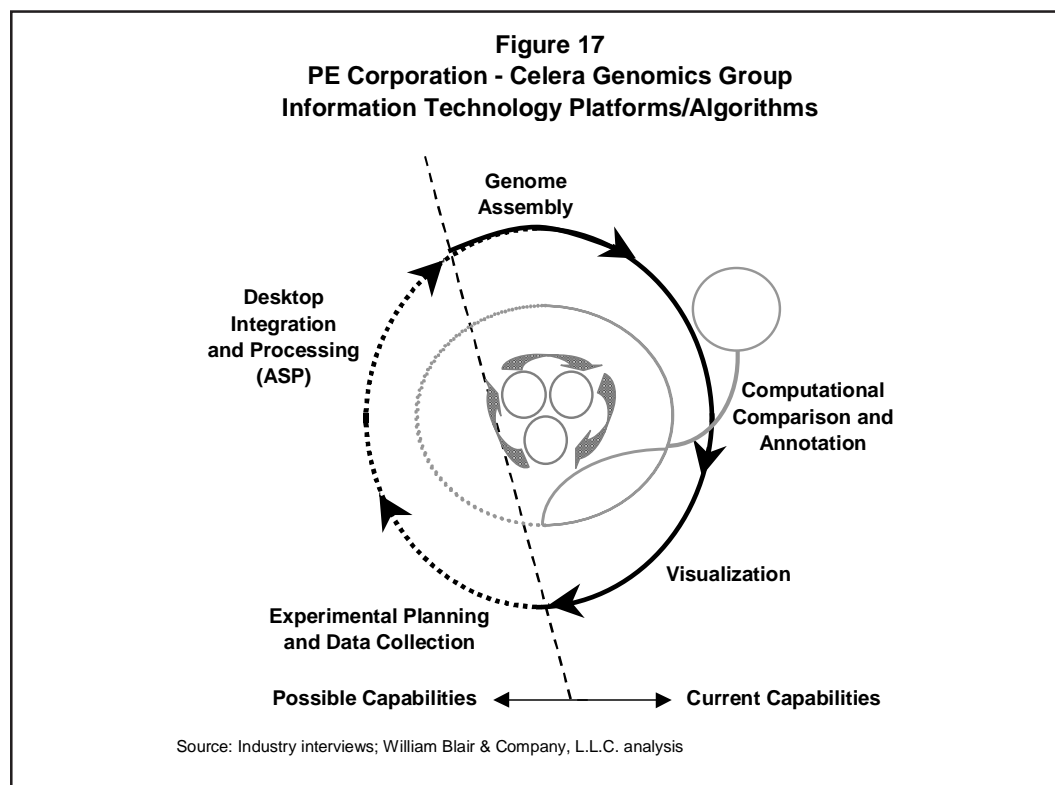 Figure 17
PE Corporation - Celera Genomics Group
Information Technology Platforms/Algorithms
Genome
Assembly
Desktop
Integration
and Processing
(ASP)
Computational
Comparison and
Annotation
Visualization
Experimental Planning
and Data Collection
Possible Capabilities
Current Capabilities
Source: Industry interviews; William Blair & Company, L.L.C. analysis